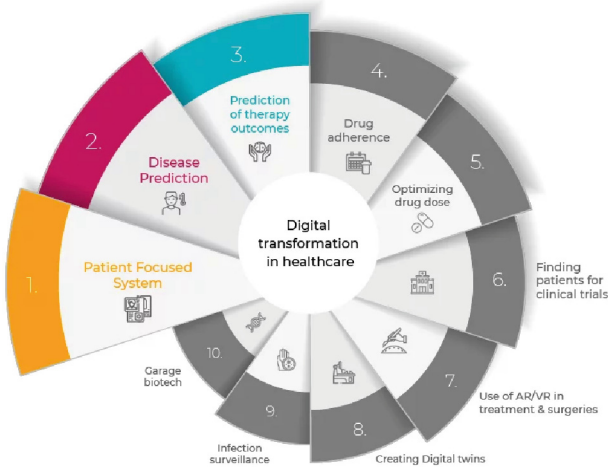 Digital
transformation
in healthcare
1.
Patient Focused
System
2.
Disease
Prediction
3.
Prediction
of therapy
outcomes
4.
Drug
adherence
5.
Optimizing
drug dose
6.
Finding
patients for
clinical trials
7.
Use of AR/VR in
treatment & surgeries
8.
Creating Digital twins
9.
Infection
surveillance
10.
Garage
biotech